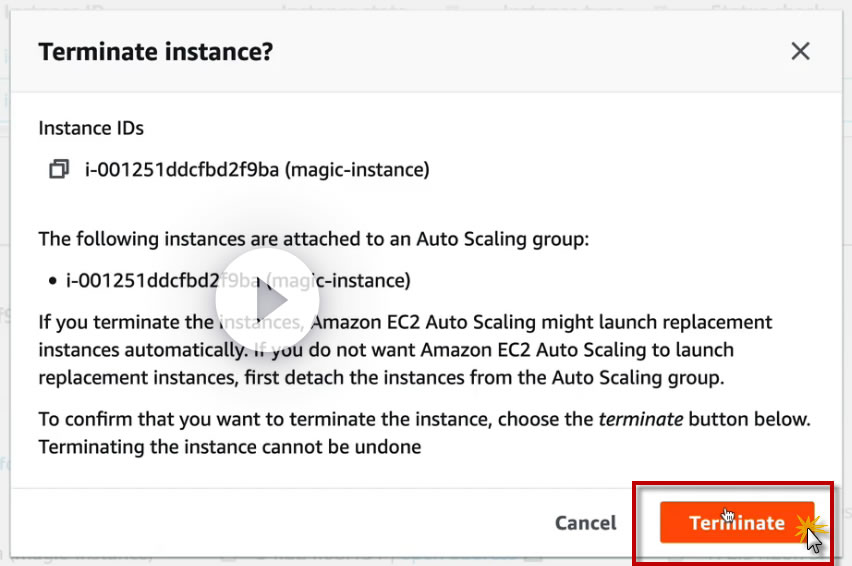 Terminate instance?
Instance IDs
i-001251ddcfbd2f9ba (magic-instance)
The following instances are attached to an Auto Scaling group:
• i-001251ddcfbd2f9ba (magic-instance)
If you terminate the instances, Amazon EC2 Auto Scaling might launch replacement
instances automatically. If you do not want Amazon EC2 Auto Scaling to launch
replacement instances, first detach the instances from the Auto Scaling group.
To confirm that you want to terminate the instance, choose the terminate button below.
Terminating the instance cannot be undone
Cancel
Terminate